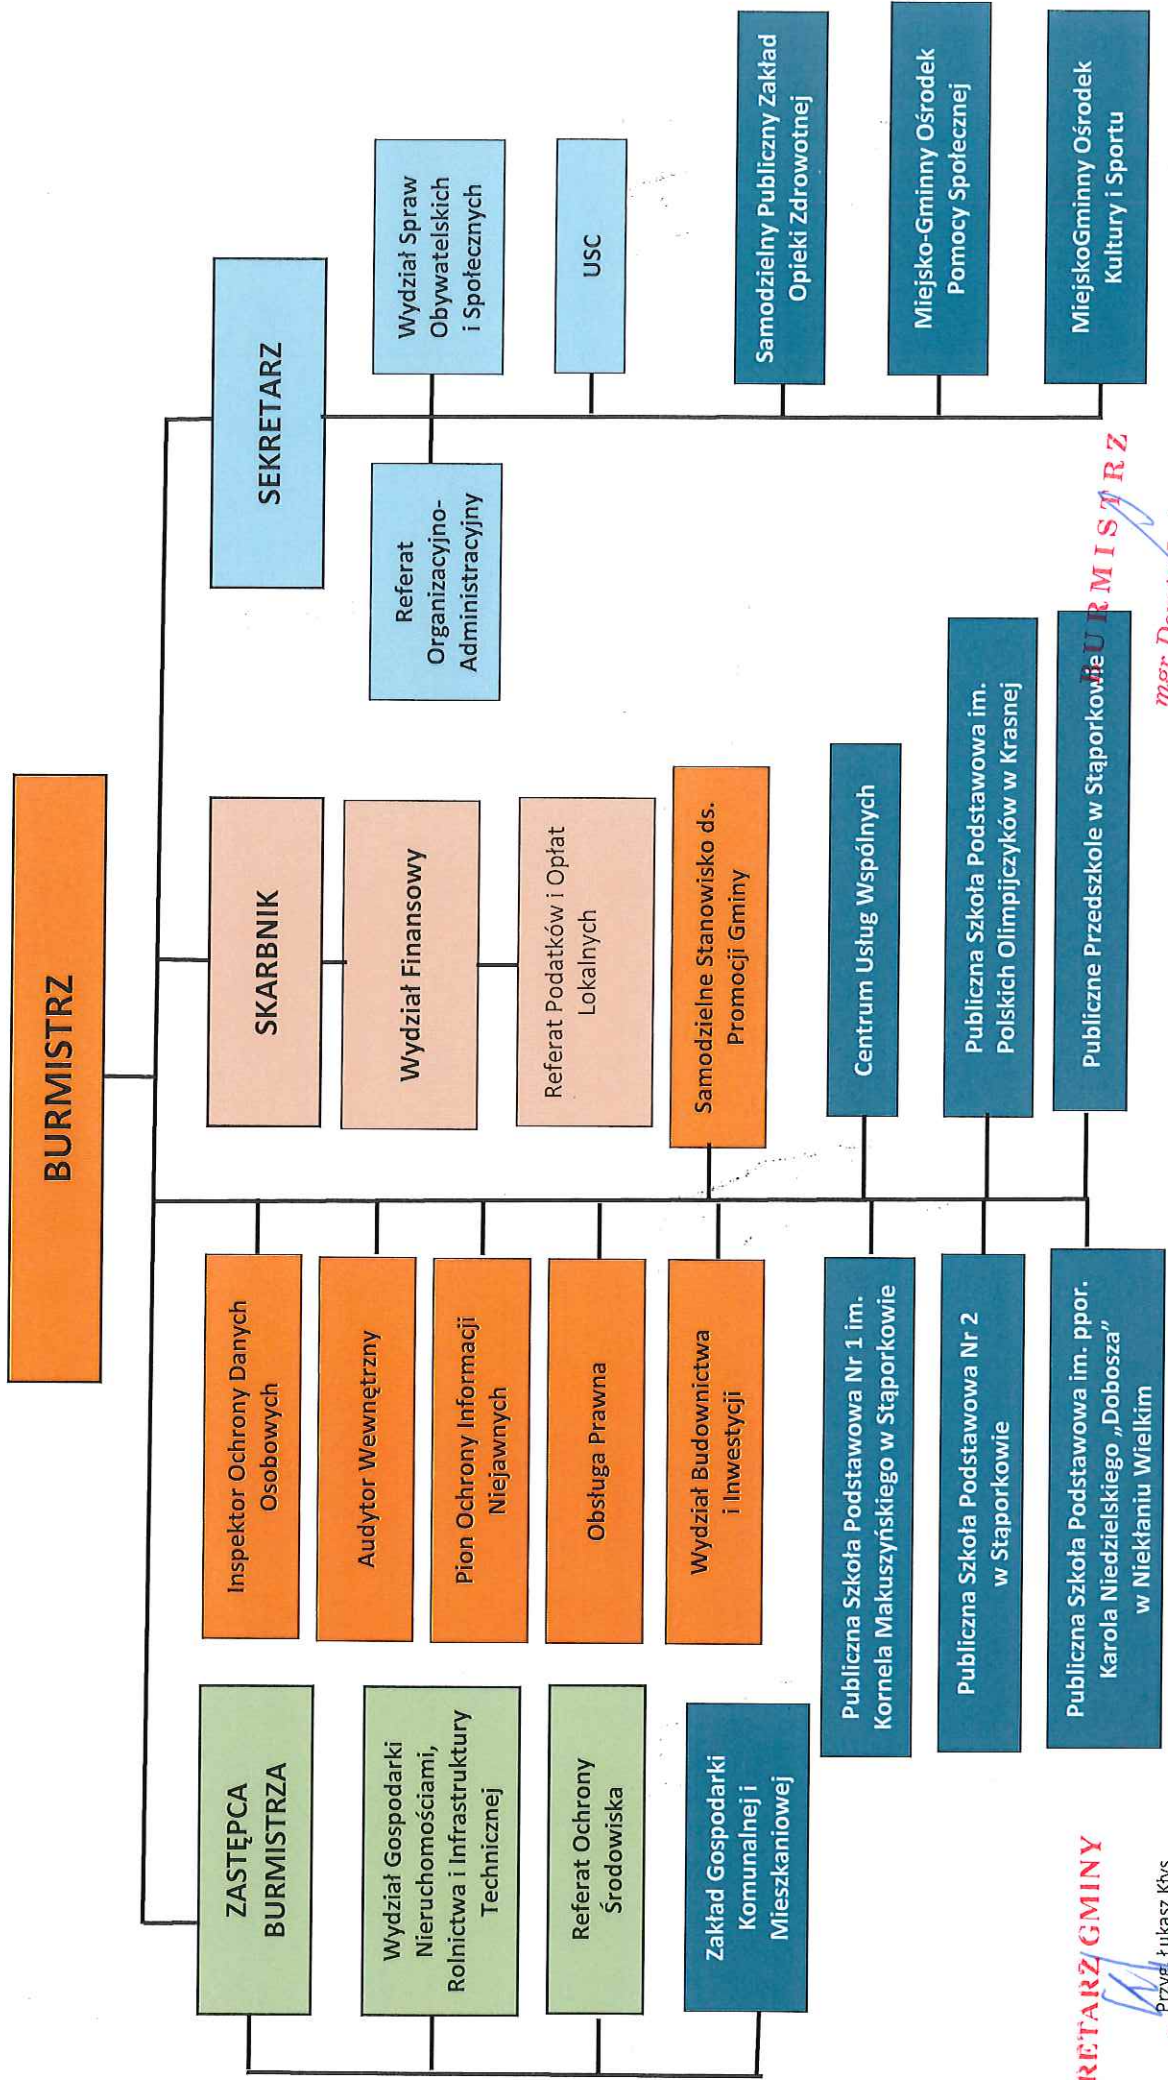 BURMISTRZ
ZASTĘPCA
BURMISTRZA
Wydział Gospodarki
Nieruchomościami,
Rolnictwa i Infrastruktury
Technicznej
Referat Ochrony
Środowiska
Zakład Gospodarki
Komunalnej i
Mieszkaniowej
Inspektor Ochrony Danych
Osobowych
Audytor Wewnętrzny
Pion Ochrony Informacji
Niejawnych
Obsługa Prawna
Wydział Budownictwa
i Inwestycji
Publiczna Szkoła Podstawowa Nr 1 im.
Kornela Makuszyńskiego w Stąporkowie
Publiczna Szkoła Podstawowa Nr 2
w Stąporkowie
Publiczna Szkoła Podstawowa im. ppor.
Karola Niedzielskiego „Dobosza”
w Niekłaniu Wielkim
SKARBNIK
Wydział Finansowy
Referat Podatków i Opłat
Lokalnych
Samodzielne Stanowisko ds.
Promocji Gminy
Centrum Usług Wspólnych
Publiczna Szkoła Podstawowa im.
Polskich Olimpijczyków w Krasnej
Publiczne Przedszkole w Stąporkowie
SEKRETARZ
Referat
Organizacyjno-
Administracyjny
Wydział Spraw
Obywatelskich
i Społecznych
USC
Samodzielny Publiczny Zakład
Opieki Zdrowotnej
Miejsko-Gminny Ośrodek
Pomocy Społecznej
MiejskoGminny Ośrodek
Kultury i Sportu
RETARZ GMINY
Przyg. Łukasz Kłys
BURMISTRZ
mgr